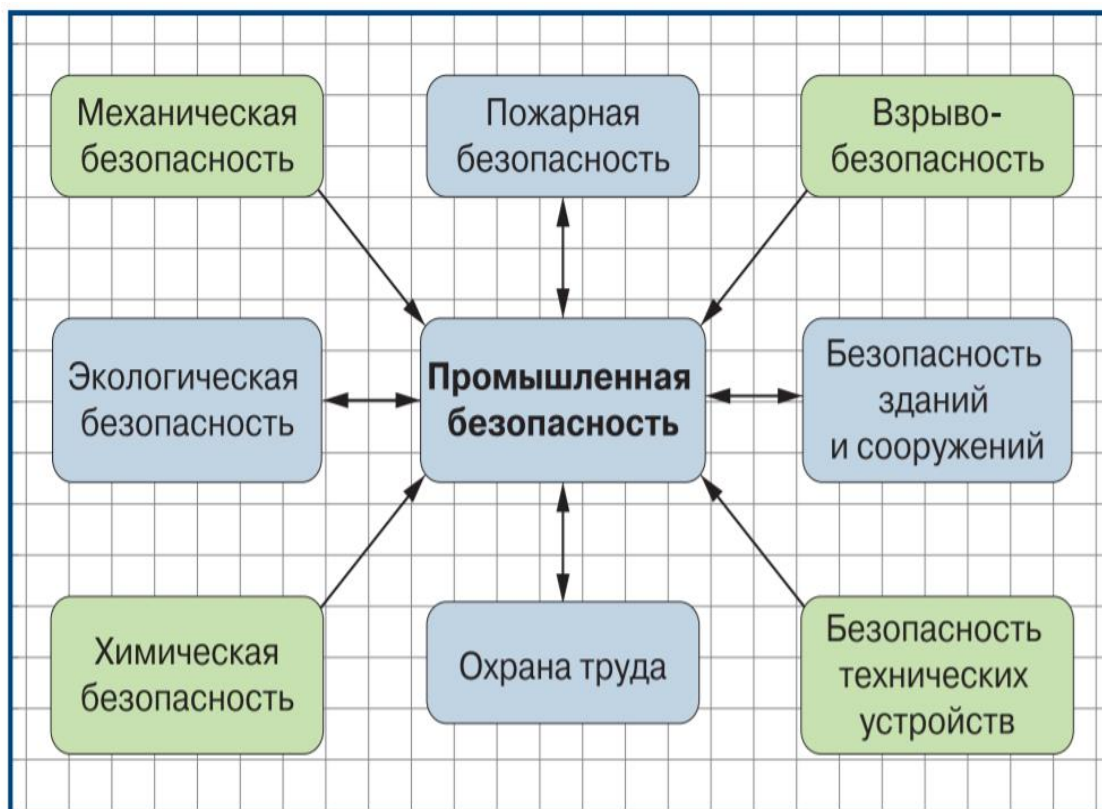 Механическая
безопасность
Пожарная
безопасность
Взрыво-
безопасность
Экологическая
безопасность
Промышленная
безопасность
Безопасность
зданий
и сооружений
Химическая
безопасность
Охрана труда
Безопасность
технических
устройств